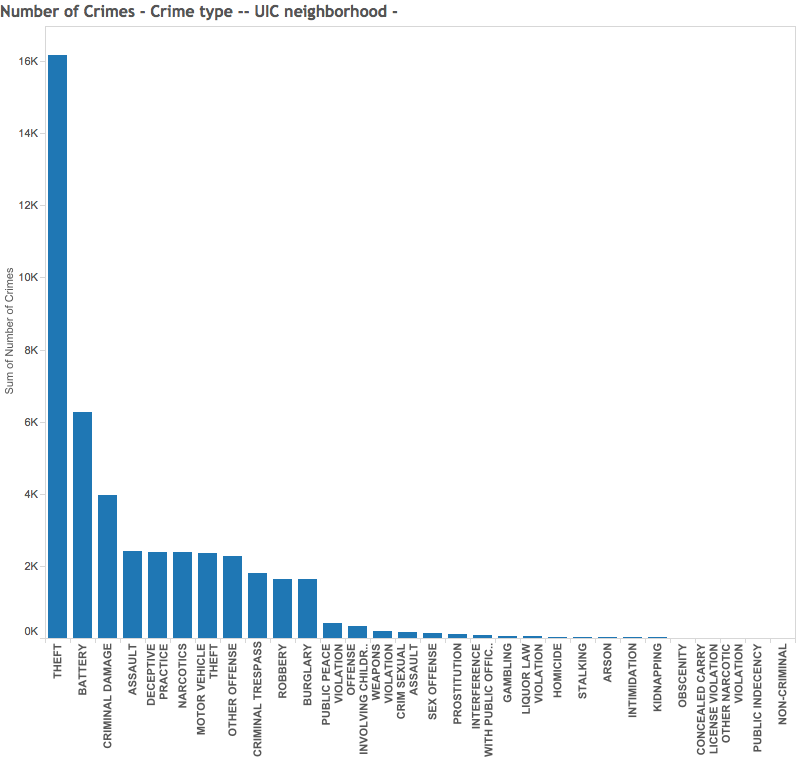 Number of Crimes - Crime type -- UIC neighborhood -
16K
14K
12K
10K
8K
6K
4K
2K
0K
Sum of Number of Crimes
THEFT
BATTERY
CRIMINAL DAMAGE
ASSAULT
DECEPTIVE
PRACTICE
NARCOTICS
MOTOR VEHICLE
THEFT
OTHER OFFENSE
CRIMINAL TRESPASS
ROBBERY
BURGLARY
PUBLIC PEACE
VIOLATION
OFFENSE
INVOLVING CHILDR..
WEAPONS
VIOLATION
CRIM SEXUAL
ASSAULT
SEX OFFENSE
PROSTITUTION
INTERFERENCE
WITH PUBLIC OFFIC..
GAMBLING
LIQUOR LAW
VIOLATION
HOMICIDE
STALKING
ARSON
INTIMIDATION
KIDNAPPING
OBSCENITY
CONCEALED CARRY
LICENSE VIOLATION
OTHER NARCOTIC
VIOLATION
PUBLIC INDECENCY
NON-CRIMINAL